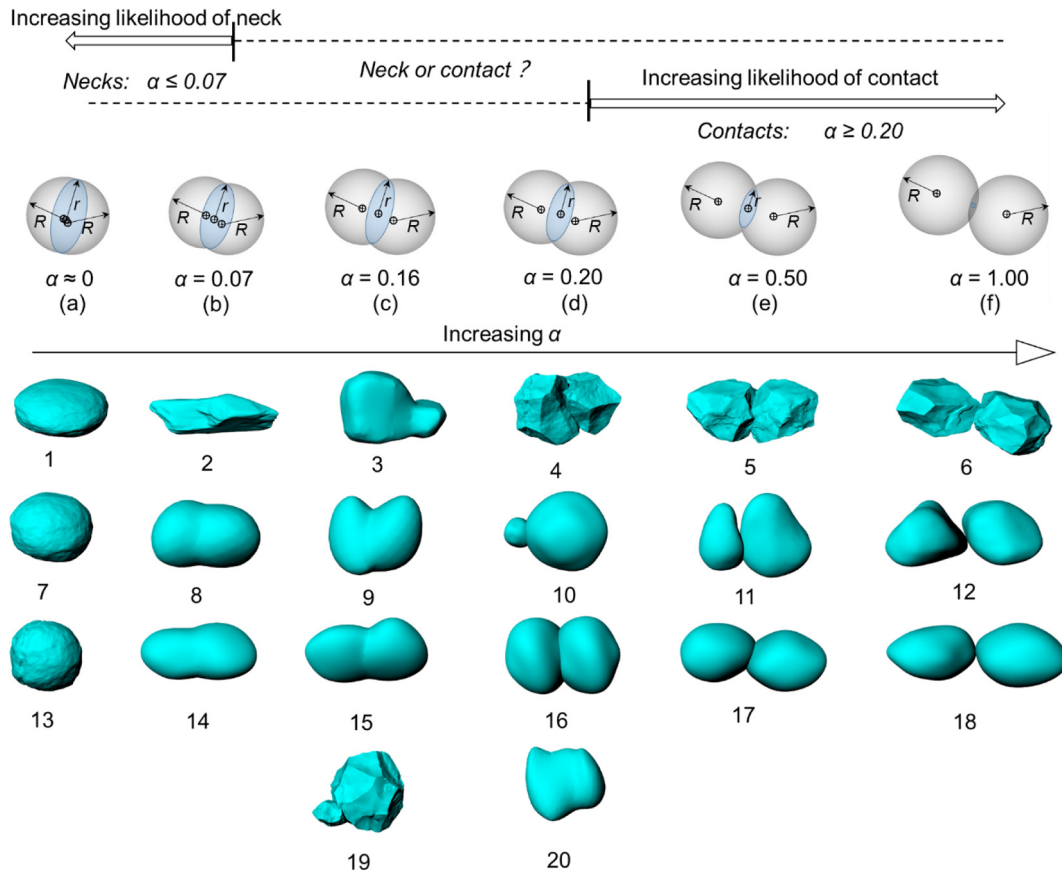 Increasing likelihood of neck
Necks: α ≤ 0.07
Neck or contact ?
Increasing likelihood of contact
Contacts: α ≥ 0.20
R r R
R r R
R r R
R r R
R r R
R R
α ≈ 0 α = 0.07 α = 0.16 α = 0.20 α = 0.50 α = 1.00
(a) (b) (c) (d) (e) (f)
Increasing α
1 2 3 4 5 6
7 8 9 10 11 12
13 14 15 16 17 18
19 20